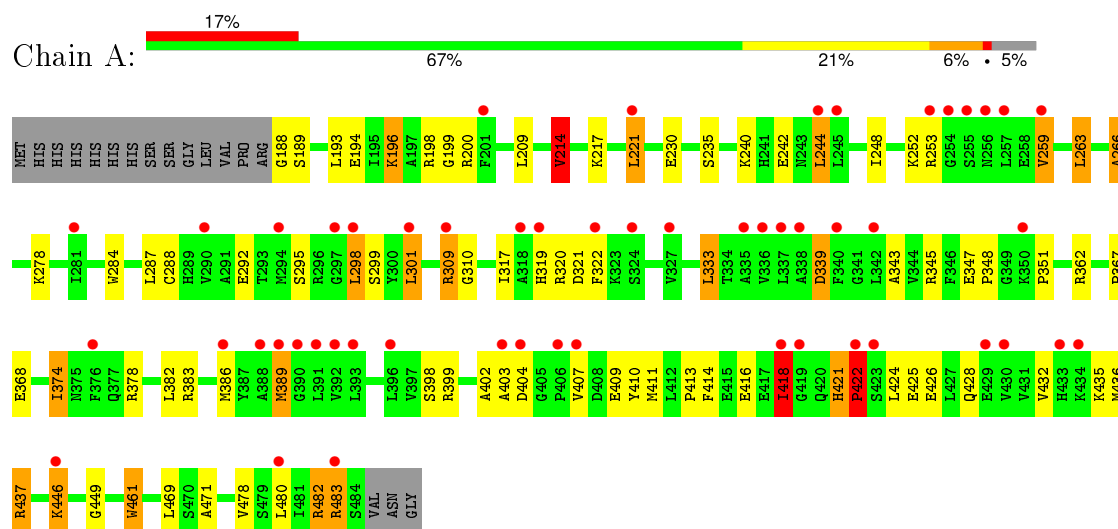 17%
Chain A:
67% 21% 6% • 5%
MET HIS HIS HIS HIS HIS HIS SER SER GLY LEU VAL PRO ARG G188 S189 L193 E194 I195 K196 A197 R198 G199 R200 F201 L209 V214 K217 L221 E230 S235 K240 H241 E242 N243 L244 L245 I248 K252 R253 G254 S255 N256 L257 E258 V259 L263 A266
K278 I281 W284 L287 C288 H289 V290 A291 E292 T293 M294 S295 R296 G297 L298 S299 Y300 L301 R309 G310 I317 A318 H319 R320 D321 F322 K323 S324 V327 L333 T334 A335 V336 L337 A338 D339 F340 G341 L342 A343 V344 R345 F346 E347 P348 G349 K350 P351 R362 P367
E368 I374 N375 F376 Q377 R378 L382 R383 M386 Y387 A388 M389 G390 L391 V392 L393 L396 V397 S398 R399 A402 A403 D404 G405 P406 V407 D408 E409 Y410 M411 L412 P413 F414 E415 E416 E417 I418 G419 Q420 H421 P422 S423 L424 E425 E426 L427 Q428 E429 V430 V431 V432 H433 K434 K435 M436
R437 K446 G449 W461 L469 S470 A471 V478 S479 L480 I481 R482 R483 S484 VAL ASN GLY